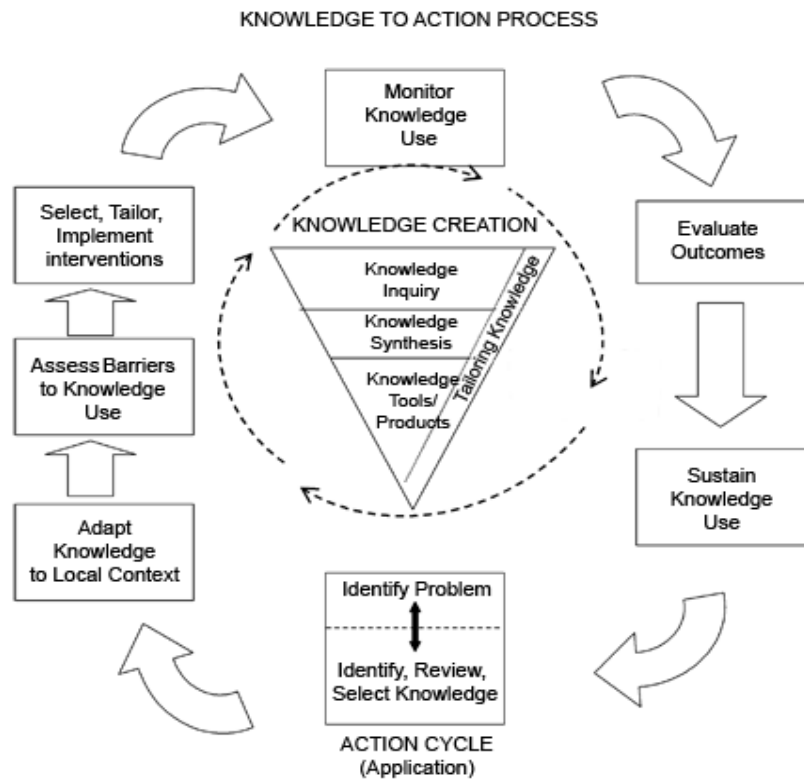 KNOWLEDGE TO ACTION PROCESS
Monitor
Knowledge
Use
Select, Tailor,
Implement
interventions
Evaluate
Outcomes
KNOWLEDGE CREATION
Knowledge
Inquiry
Knowledge
Synthesis
Knowledge
Tools/
Products
Tailoring Knowledge
Assess Barriers
to Knowledge
Use
Sustain
Knowledge
Use
Adapt
Knowledge
to Local Context
Identify Problem
Identify, Review,
Select Knowledge
ACTION CYCLE
(Application)